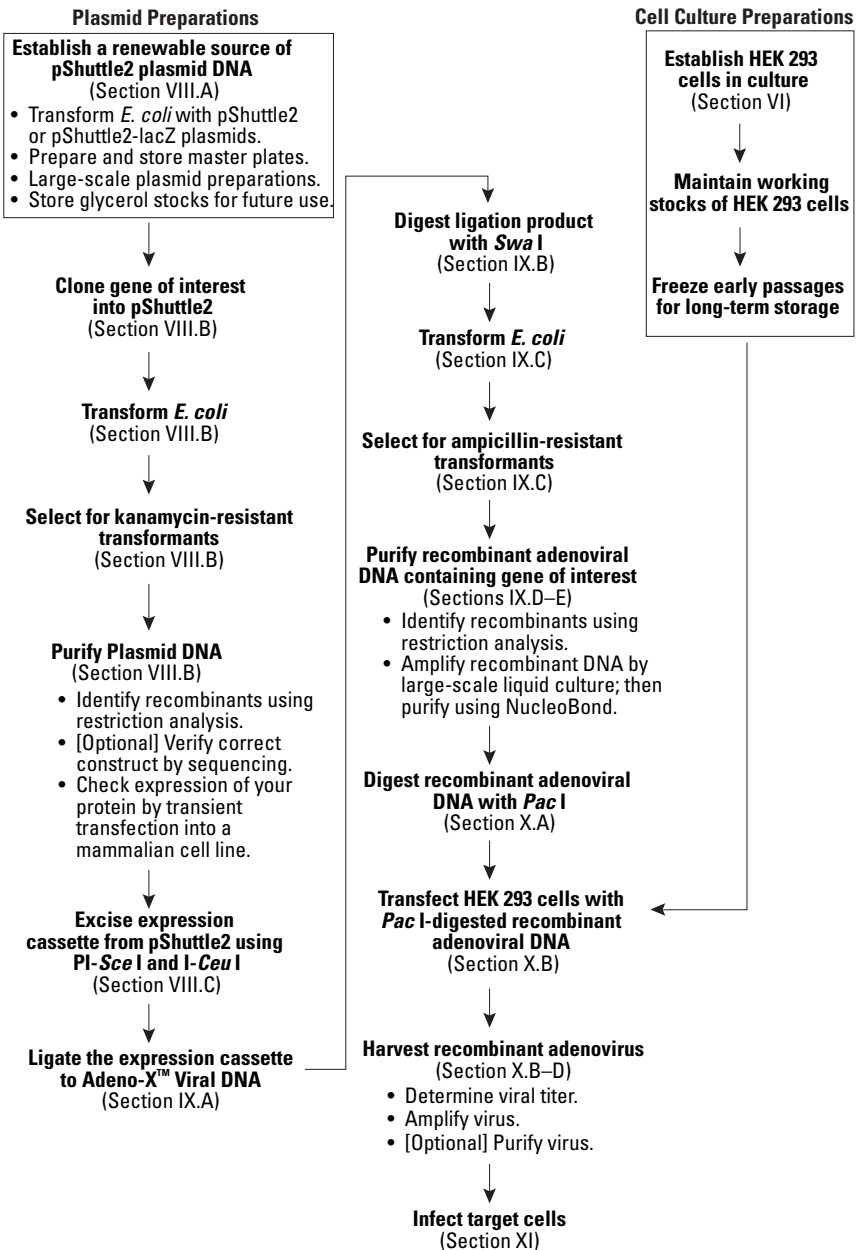 Plasmid Preparations
Establish a renewable source of
pShuttle2 plasmid DNA
(Section VIII.A)
• Transform E. coli with pShuttle2
or pShuttle2-lacZ plasmids.
• Prepare and store master plates.
• Large-scale plasmid preparations.
• Store glycerol stocks for future use.
Clone gene of interest
into pShuttle2
(Section VIII.B)
Transform E. coli
(Section VIII.B)
Select for kanamycin-resistant
transformants
(Section VIII.B)
Purify Plasmid DNA
(Section VIII.B)
• Identify recombinants using
restriction analysis.
• [Optional] Verify correct
construct by sequencing.
• Check expression of your
protein by transient
transfection into a
mammalian cell line.
Excise expression
cassette from pShuttle2 using
PI-Sce I and I-Ceu I
(Section VIII.C)
Ligate the expression cassette
to Adeno-X™ Viral DNA
(Section IX.A)
Digest ligation product
with Swa I
(Section IX.B)
Transform E. coli
(Section IX.C)
Select for ampicillin-resistant
transformants
(Section IX.C)
Purify recombinant adenoviral
DNA containing gene of interest
(Sections IX.D–E)
• Identify recombinants using
restriction analysis.
• Amplify recombinant DNA by
large-scale liquid culture; then
purify using NucleoBond.
Digest recombinant adenoviral
DNA with Pac I
(Section X.A)
Transfect HEK 293 cells with
Pac I-digested recombinant
adenoviral DNA
(Section X.B)
Harvest recombinant adenovirus
(Section X.B–D)
• Determine viral titer.
• Amplify virus.
• [Optional] Purify virus.
Infect target cells
(Section XI)
Cell Culture Preparations
Establish HEK 293
cells in culture
(Section VI)
Maintain working
stocks of HEK 293 cells
Freeze early passages
for long-term storage